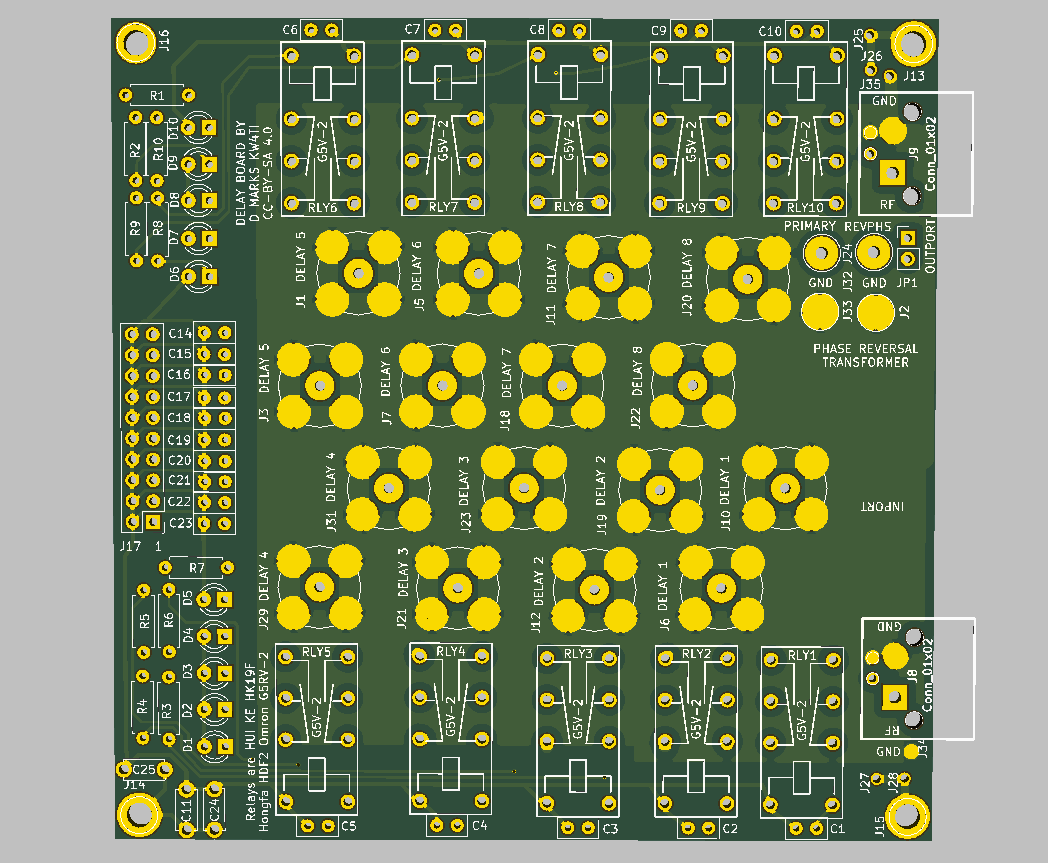 C6
C7
C8
C9
C10
J25
J16
J26
J13
J35
R1
GND
D10
DELAY BOARD BY
D MARKS KW4TI
CC-BY-SA 4.0
G5V-2
G5V-2
G5V-2
G5V-2
G5V-2
J9
Conn_01x02
R2
R10
D9
D8
RF
RLY6
RLY7
RLY8
RLY9
RLY10
R9
R8
D7
PRIMARY
REVPHS
OUTPORT
J1 DELAY 5
J5 DELAY 6
J11 DELAY 7
J20 DELAY 8
J24
J32
D6
GND
GND
JP1
J33
J2
C14
C15
C16
C17
C18
C19
C20
C21
C22
C23
PHASE REVERSAL
TRANSFORMER
J3 DELAY 5
J7 DELAY 6
J18 DELAY 7
J22 DELAY 8
J31 DELAY 4
J23 DELAY 3
J19 DELAY 2
J10 DELAY 1
INPORT
J17 1
R7
J29 DELAY 4
J21 DELAY 3
J12 DELAY 2
J6 DELAY 1
D5
R5
R6
D4
GND
RLY5
RLY4
RLY3
RLY2
RLY1
J8
Conn_01x02
D3
R4
R3
D2
G5V-2
G5V-2
G5V-2
G5V-2
G5V-2
RF
D1
Relays are HUI KE HK19F
Hongfa HDF2 Omron G5RV-2
GND
J34
C25
J14
J27
J28
C11
C24
C5
C4
C3
C2
C1
J15